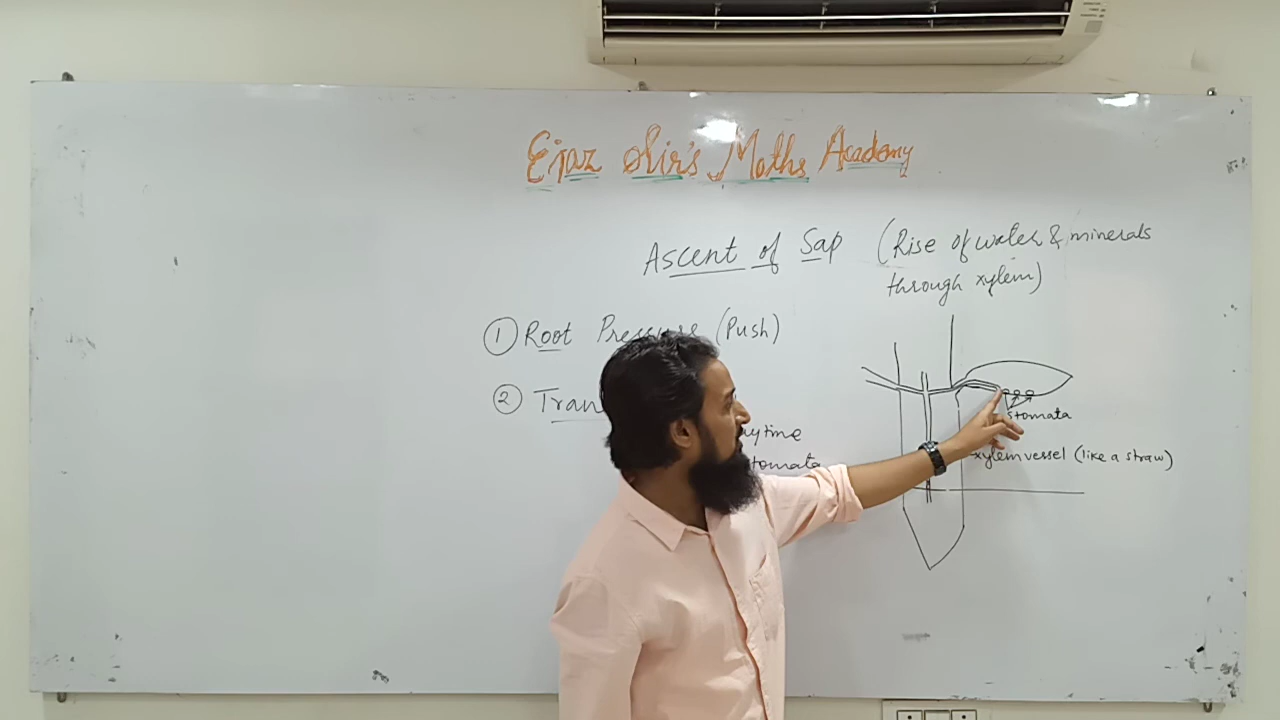 Ejaz Sir's Maths Academy
Ascent of Sap (Rise of water & minerals
through xylem)
① Root Pressure (Push)
② Tran
stomata
xylem vessel (like a straw)